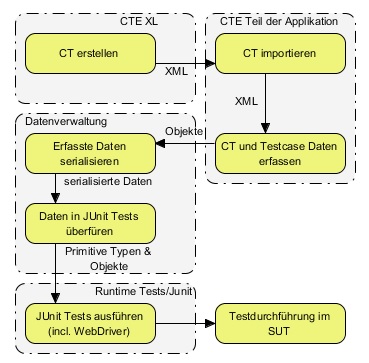 CTE XL
CTE Teil der Applikation
CT erstellen
CT importieren
XML
XML
Datenverwaltung
Objekte
Erfasste Daten
serialisieren
CT und Testcase Daten
erfassen
serialisierte Daten
Daten in JUnit Tests
überfüren
Primitive Typen &
Objekte
Runtime Tests/Junit
JUnit Tests ausführen
(incl. WebDriver)
Testdurchführung im
SUT